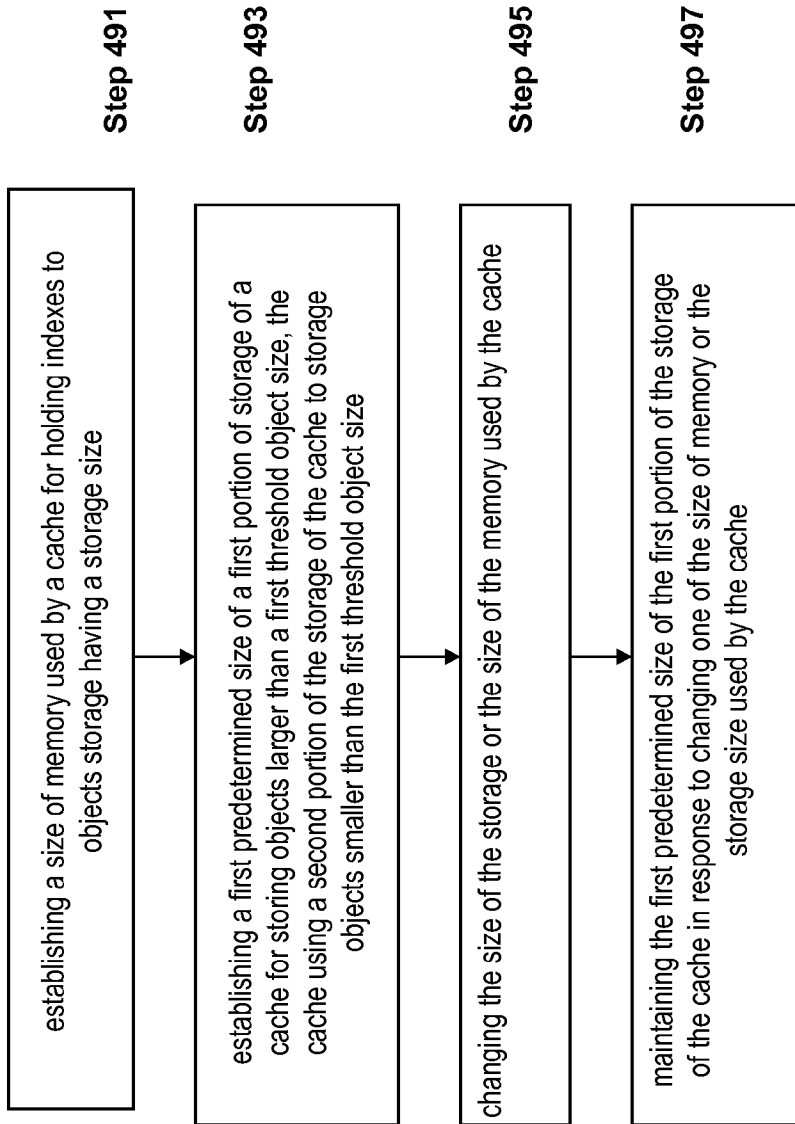 establishing a size of memory used by a cache for holding indexes to
objects storage having a storage size
Step 491
establishing a first predetermined size of a first portion of storage of a
cache for storing objects larger than a first threshold object size, the
cache using a second portion of the storage of the cache to storage
objects smaller than the first threshold object size
Step 493
changing the size of the storage or the size of the memory used by the cache
Step 495
maintaining the first predetermined size of the first portion of the storage
of the cache in response to changing one of the size of memory or the
storage size used by the cache
Step 497